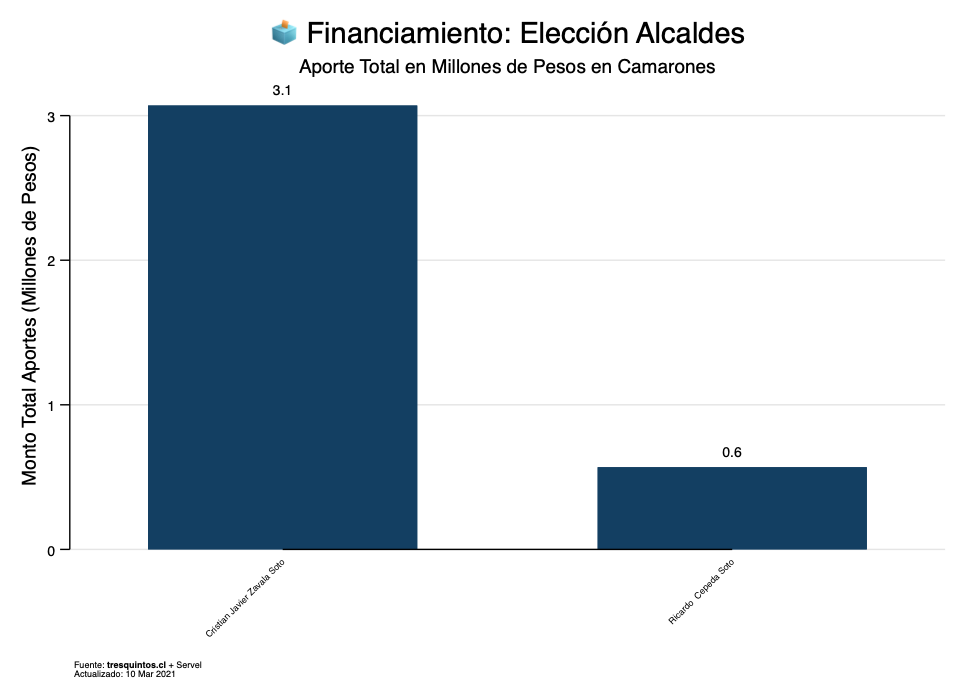 Financiamiento: Elección Alcaldes
Aporte Total en Millones de Pesos en Camarones
Monto Total Aportes (Millones de Pesos)
3
2
1
0
3.1
0.6
Cristian Javier Zavala Soto
Ricardo Cepeda Soto
Fuente: tresquintos.cl + Servel
Actualizado: 10 Mar 2021